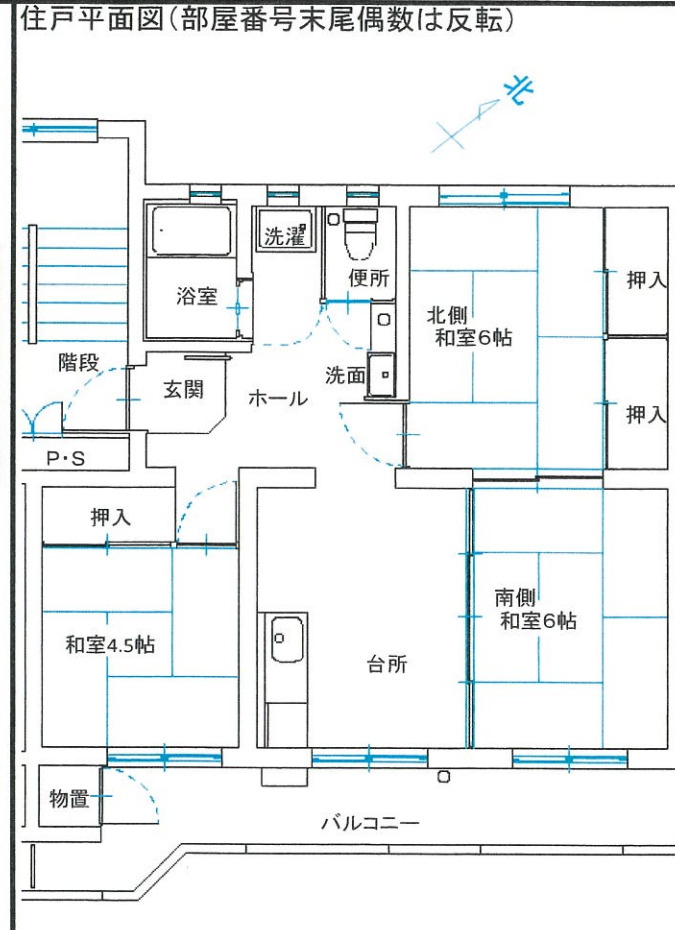 住戸平面図(部屋番号末尾偶数は反転)
北
洗濯
便所
浴室
押入
北側
和室6帖
階段
玄関
ホール
洗面
押入
P・S
押入
南側
和室6帖
和室4.5帖
台所
物置
バルコニー